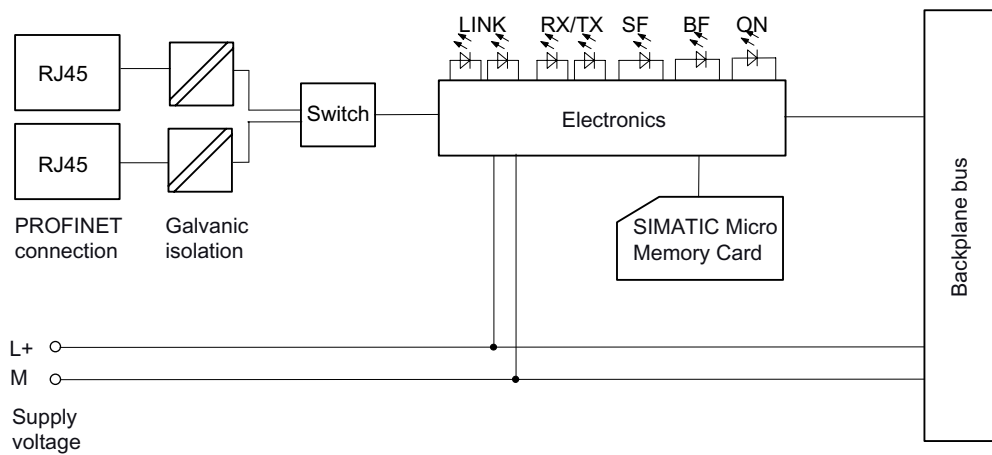 LINK RX/TX SF BF ON
RJ45
Switch
Electronics
RJ45
PROFINET
connection
Galvanic
isolation
SIMATIC Micro
Memory Card
Backplane bus
L+
M
Supply
voltage